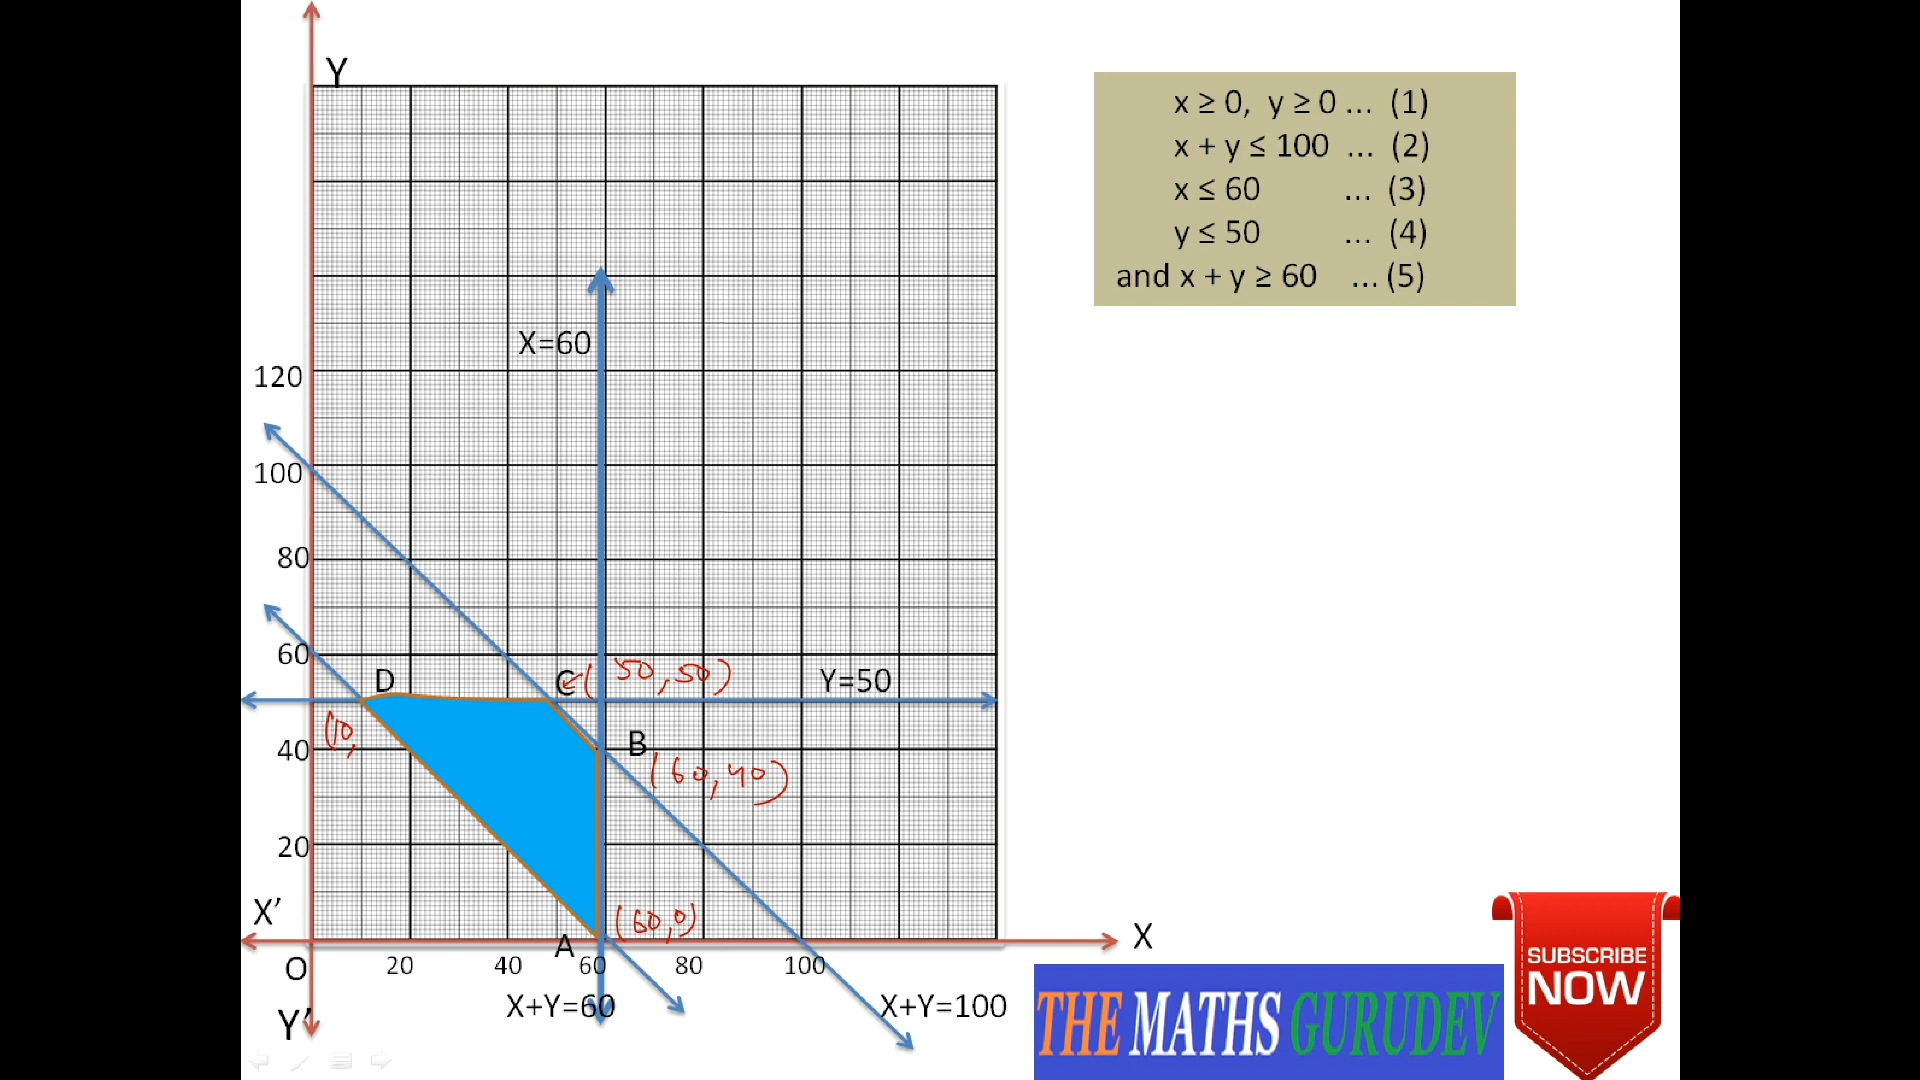 Y
x ≥ 0, y ≥ 0 ... (1)
x + y ≤ 100 ... (2)
x ≤ 60 ... (3)
y ≤ 50 ... (4)
and x + y ≥ 60 ... (5)
X=60
120
100
80
60
D
C (50,50)
Y=50
(10,
40
B
(60,40)
20
X’
(60,0)
A
X
O
20 40 60 80 100
X+Y=60
X+Y=100
Y’
THE MATHS GURUDEV
SUBSCRIBE
NOW